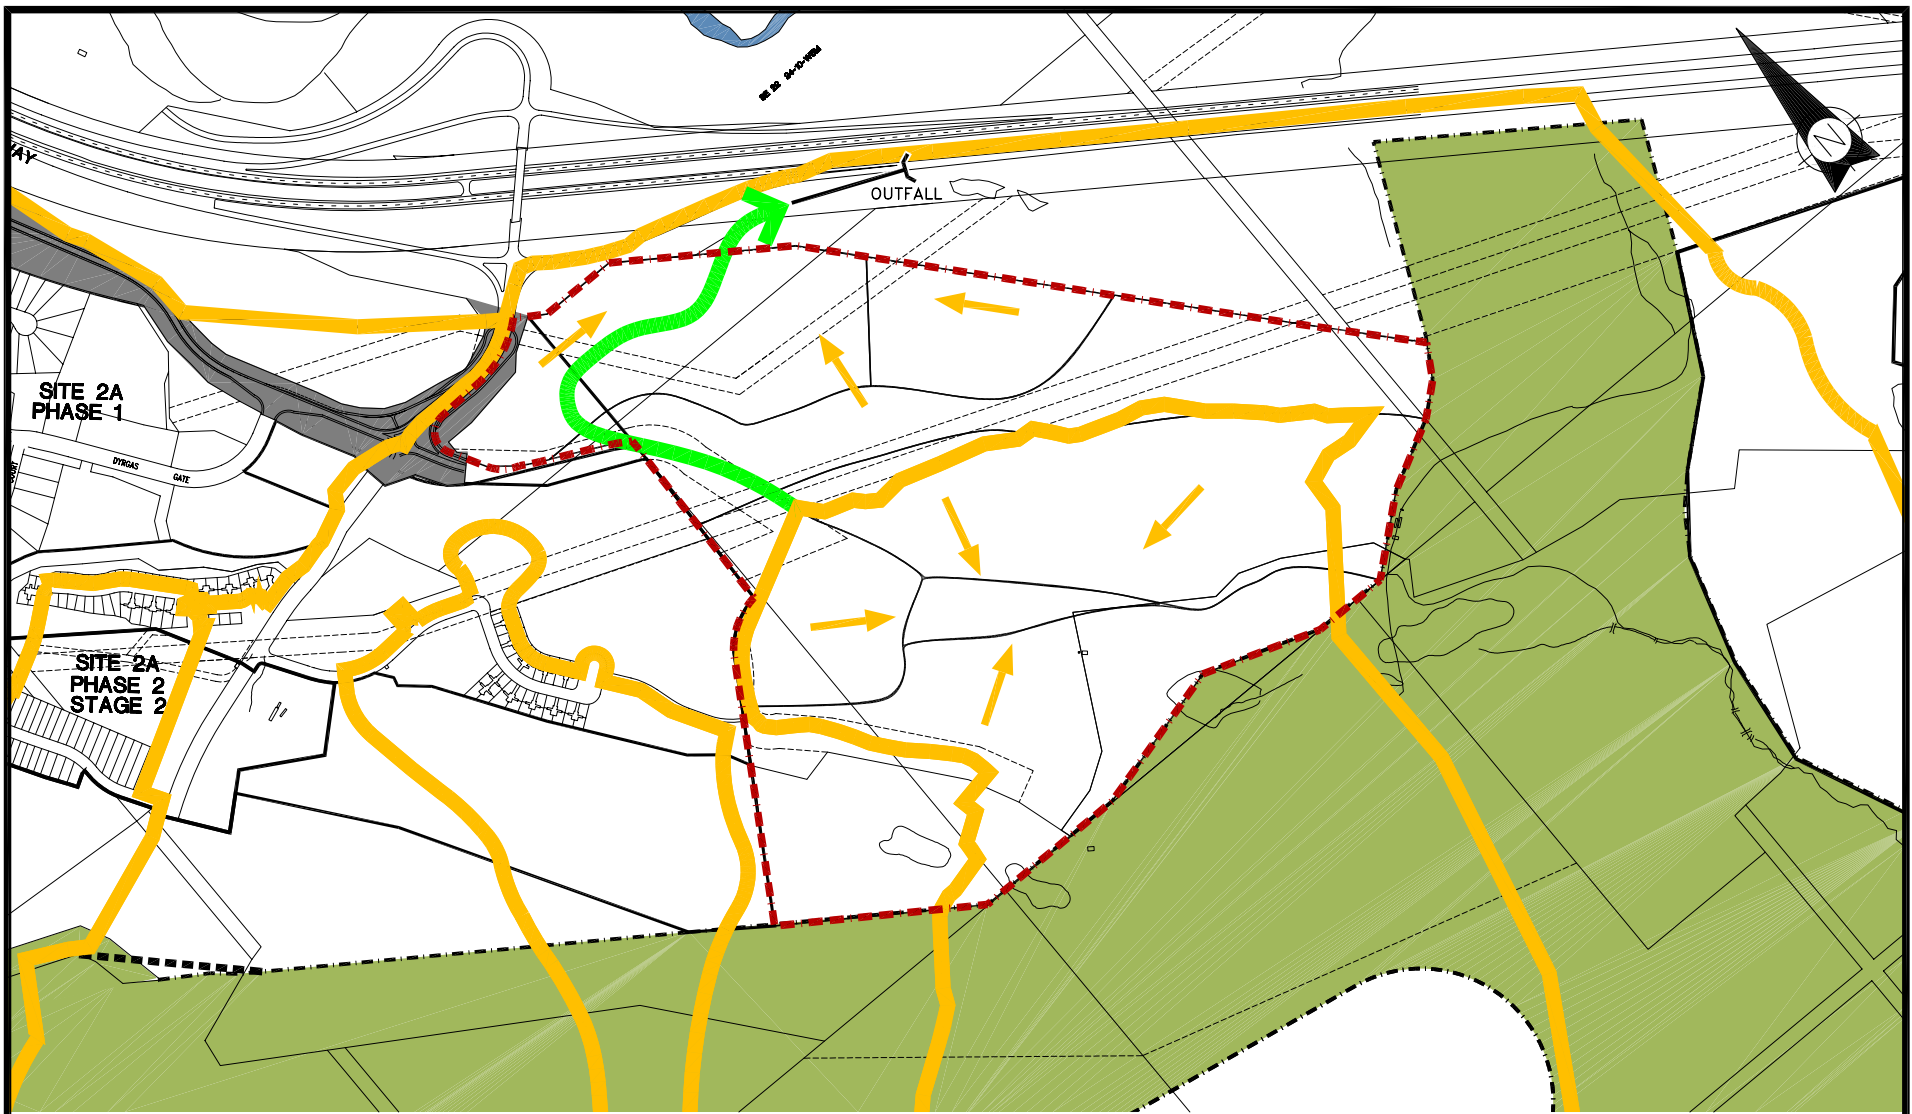 OUTFALL
SITE 2A
PHASE 1
DYRGAS
GATE
SITE 2A
PHASE 2
STAGE 2
N